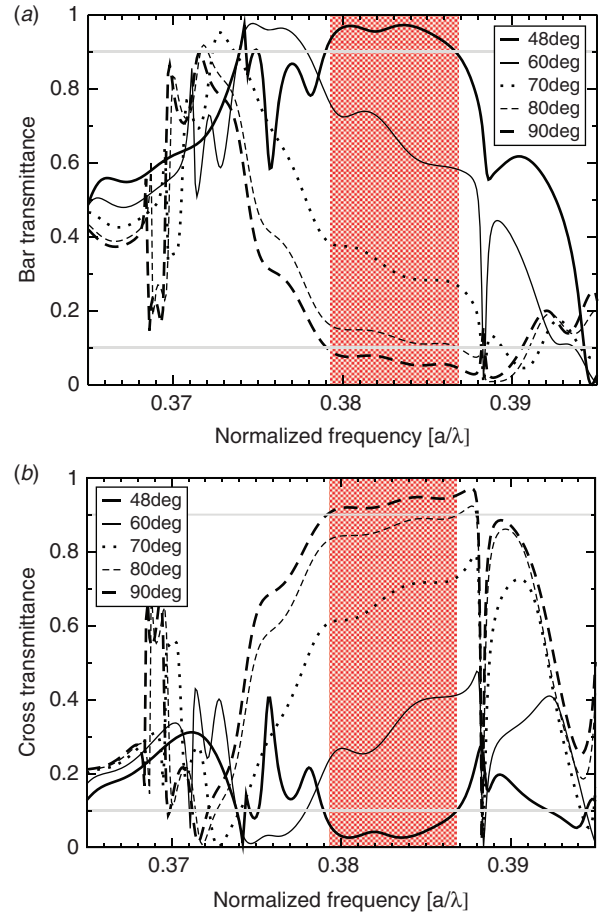 (a)
1
0.8
0.6
0.4
0.2
0
Bar transmittance
48deg
60deg
70deg
80deg
90deg
0.37
0.38
0.39
Normalized frequency [a/λ]
(b)
1
0.8
0.6
0.4
0.2
0
Cross transmittance
48deg
60deg
70deg
80deg
90deg
0.37
0.38
0.39
Normalized frequency [a/λ]